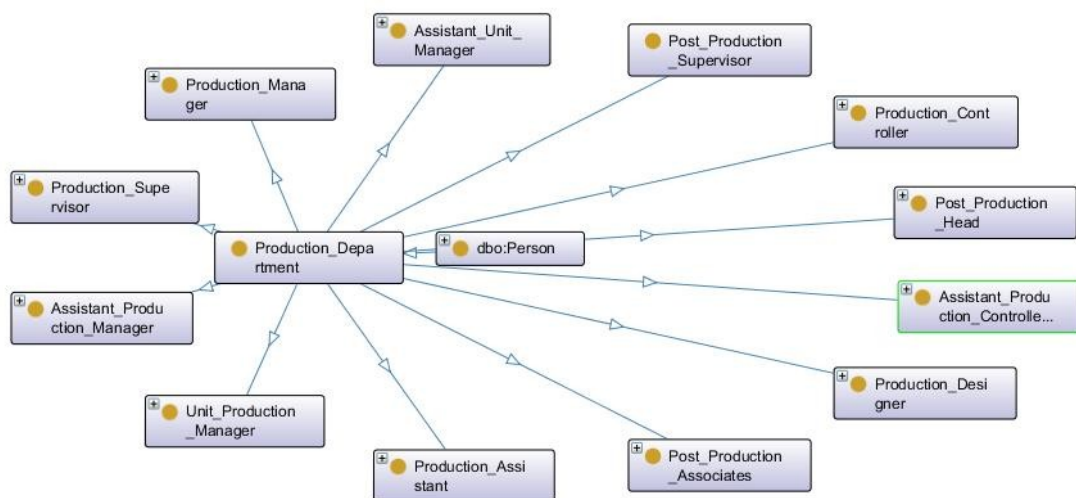 Assistant_Unit_
Manager
Post_Production
_Supervisor
Production_Mana
ger
Production_Cont
roller
Production_Supe
rvisor
Post_Production
_Head
Production_Depa
rtment
dbo:Person
Assistant_Produ
ction_Manager
Assistant_Produ
ction_Controlle...
Production_Desi
gner
Unit_Production
_Manager
Post_Production
_Associates
Production_Assi
stant